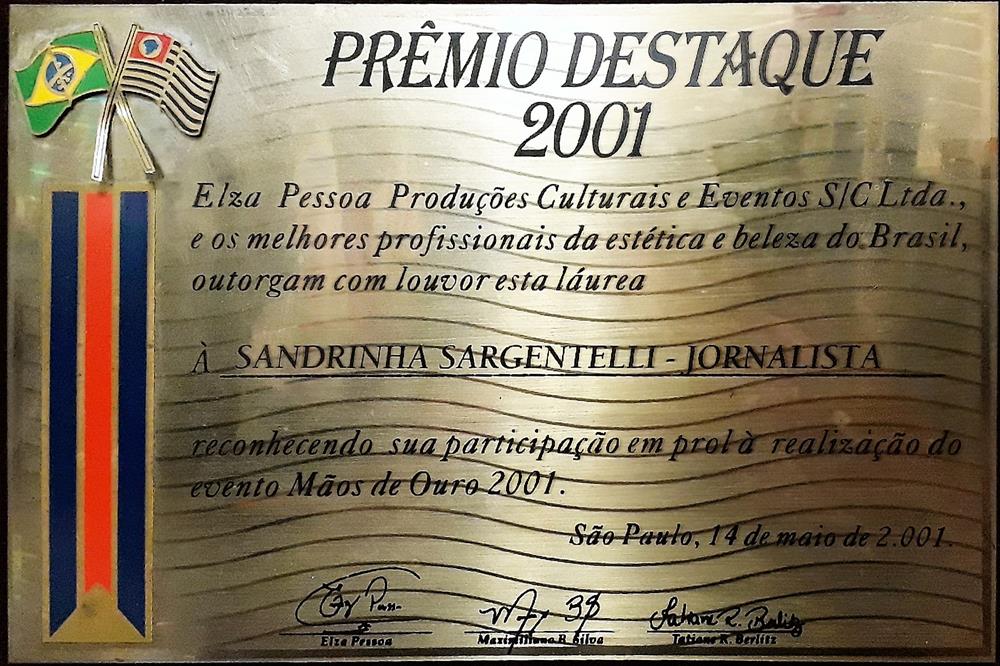 PRÊMIO DESTAQUE
2001
Elza Pessoa Produções Culturais e Eventos S/C Ltda.,
e os melhores profissionais da estética e beleza do Brasil,
outorgam com louvor esta láurea
À SANDRINHA SARGENTELLI - JORNALISTA
reconhecendo sua participação em prol à realização do
evento Mãos de Ouro 2001.
São Paulo, 14 de maio de 2.001.
Elza Pessoa Maximiliana B. Silva Tatiane R. Berlitz